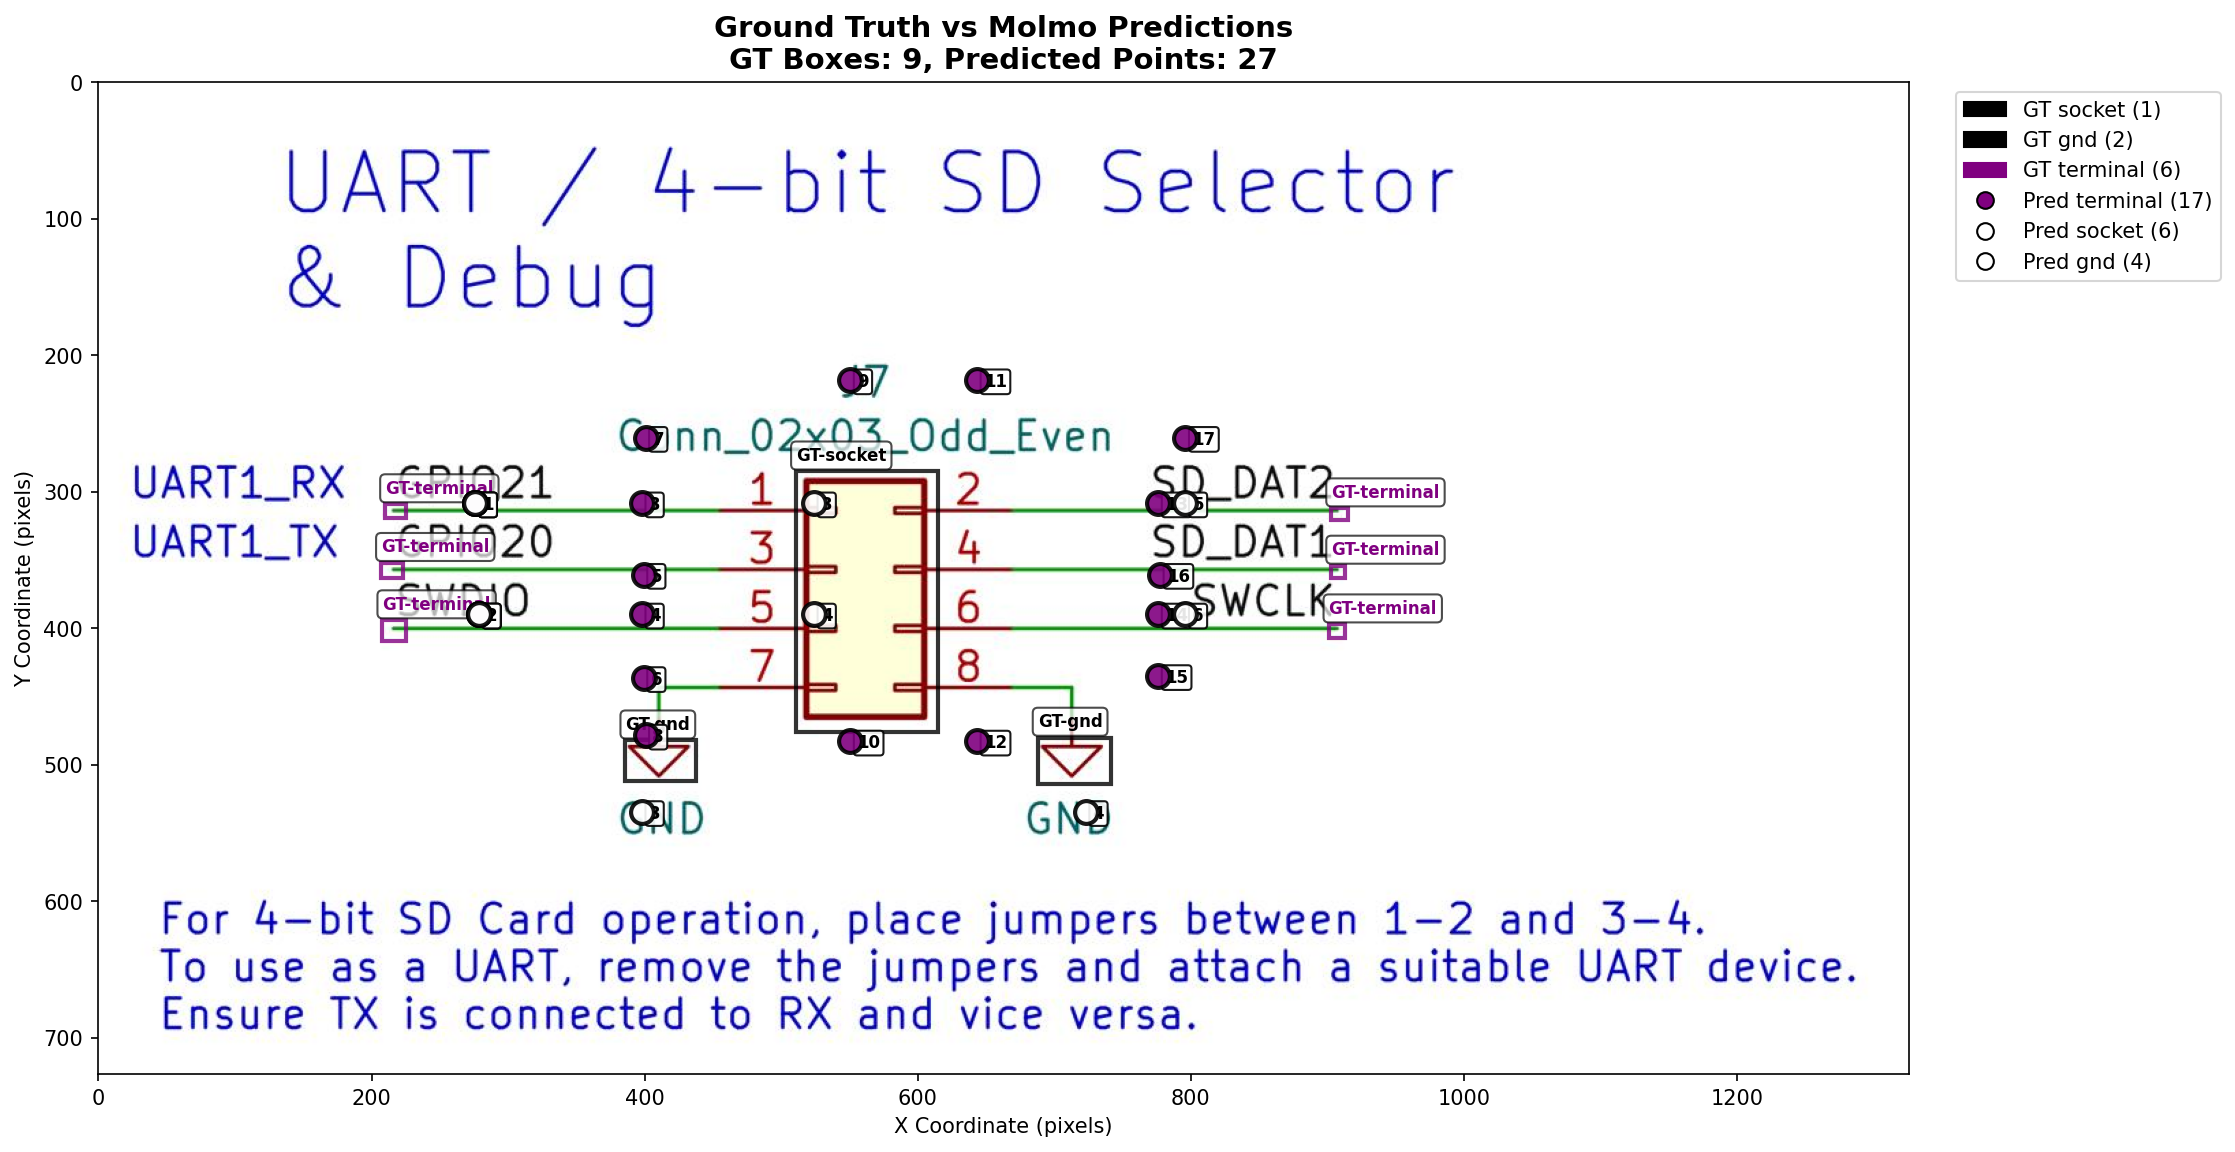 Ground Truth vs Molmo Predictions
GT Boxes: 9, Predicted Points: 27
GT socket (1)
GT gnd (2)
GT terminal (6)
Pred terminal (17)
Pred socket (6)
Pred gnd (4)
UART / 4-bit SD Selector
& Debug
J7
9
11
Conn_02x03_Odd_Even
7
17
GT-socket
UART1_RX
GPIO21
GT-terminal
1
2
SD_DAT2
GT-terminal
1
3
3
UART1_TX
GPIO20
GT-terminal
3
4
SD_DAT1
GT-terminal
5
16
SWDIO
GT-terminal
5
6
SWCLK
GT-terminal
2
4
4
7
8
15
GT-gnd
GT-gnd
10
12
3
4
GND
GND
For 4-bit SD Card operation, place jumpers between 1-2 and 3-4.
To use as a UART, remove the jumpers and attach a suitable UART device.
Ensure TX is connected to RX and vice versa.
0
100
200
300
400
500
600
700
Y Coordinate (pixels)
0
200
400
600
800
1000
1200
X Coordinate (pixels)